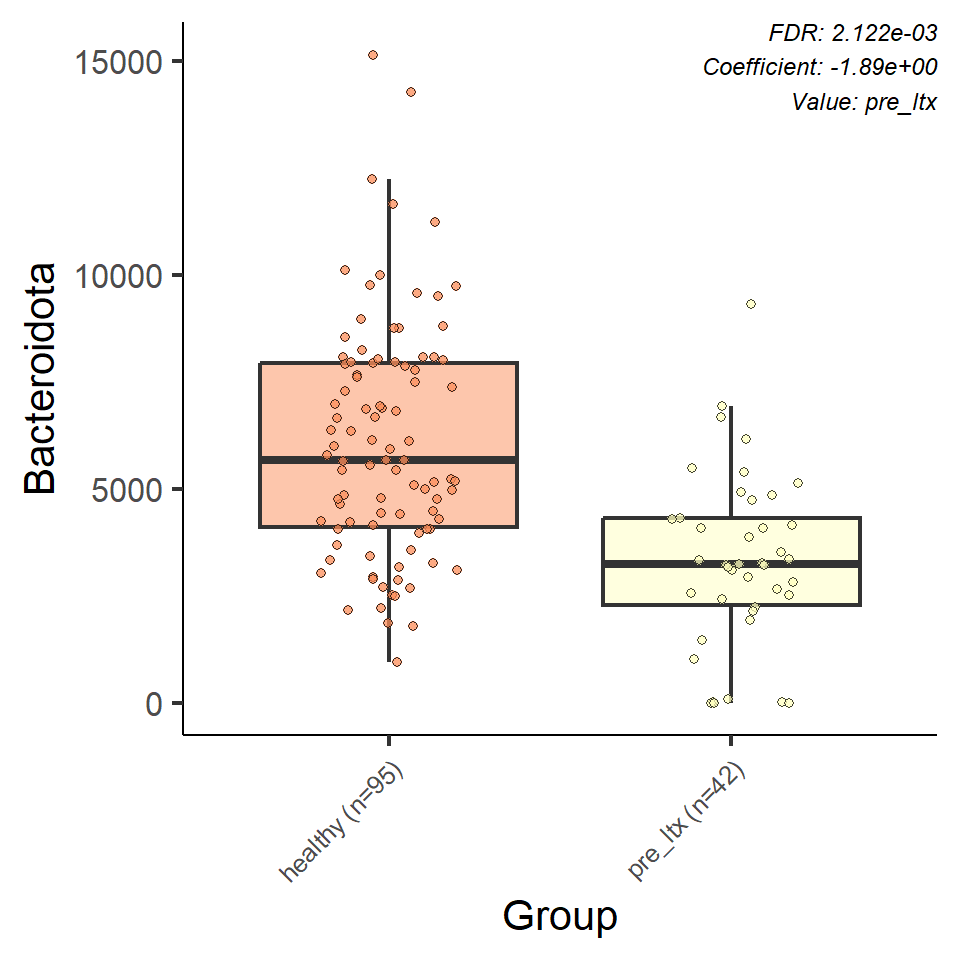 FDR: 2.122e-03
Coefficient: -1.89e+00
Value: pre_ltx
15000
10000
5000
0
Bacteroidota
healthy (n=95)
pre_ltx (n=42)
Group